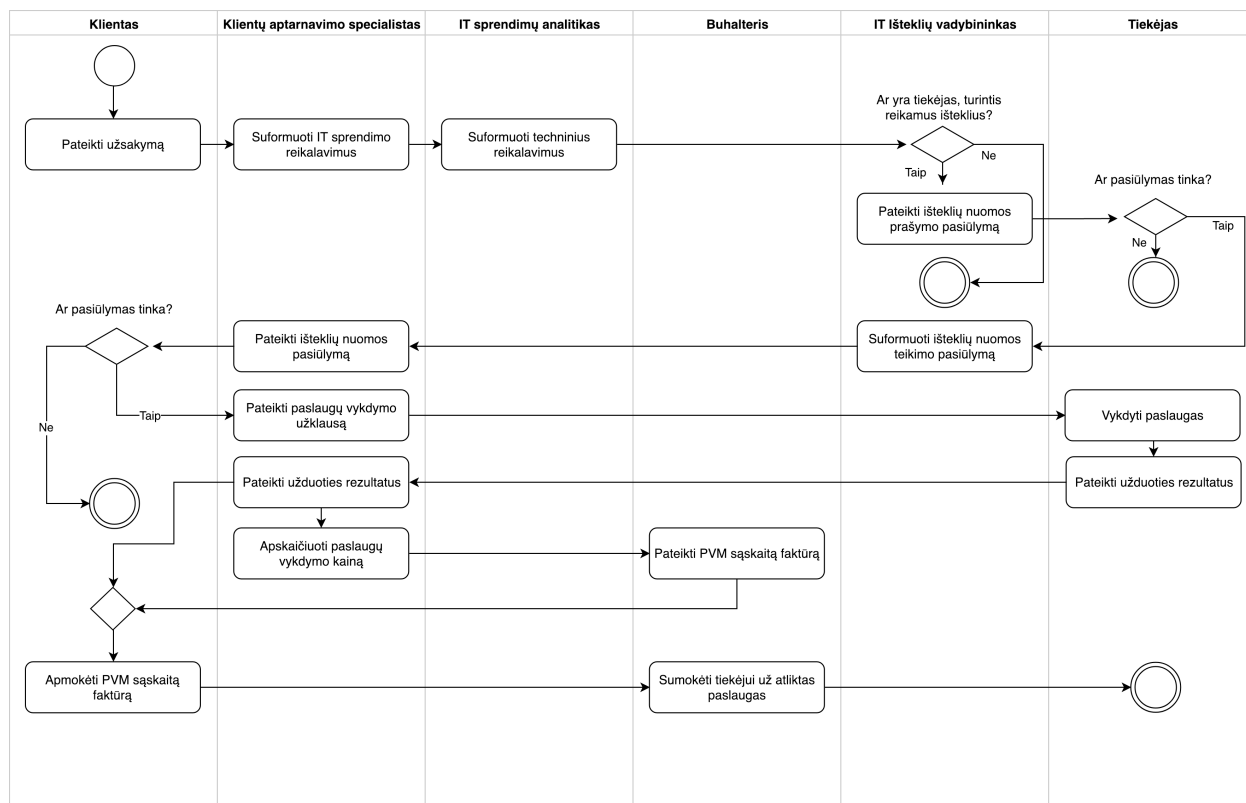 Klientas
Klientų aptarnavimo specialistas
IT sprendimų analitikas
Buhalteris
IT Išteklių vadybininkas
Tiekėjas
Ar yra tiekėjas, turintis
reikamus išteklius?
Pateikti užsakymą
Suformuoti IT sprendimo
reikalavimus
Suformuoti techninius
reikalavimus
Ne
Taip
Ar pasiūlymas tinka?
Pateikti išteklių nuomos
prašymo pasiūlymą
Taip
Ne
Ar pasiūlymas tinka?
Pateikti išteklių nuomos
pasiūlymą
Suformuoti išteklių nuomos
teikimo pasiūlymą
Taip
Ne
Pateikti paslaugų vykdymo
užklausą
Vykdyti paslaugas
Pateikti užduoties rezultatus
Pateikti užduoties rezultatus
Apskaičiuoti paslaugų
vykdymo kainą
Pateikti PVM sąskaitą faktūrą
Apmokėti PVM sąskaitą
faktūrą
Sumokėti tiekėjui už atliktas
paslaugas